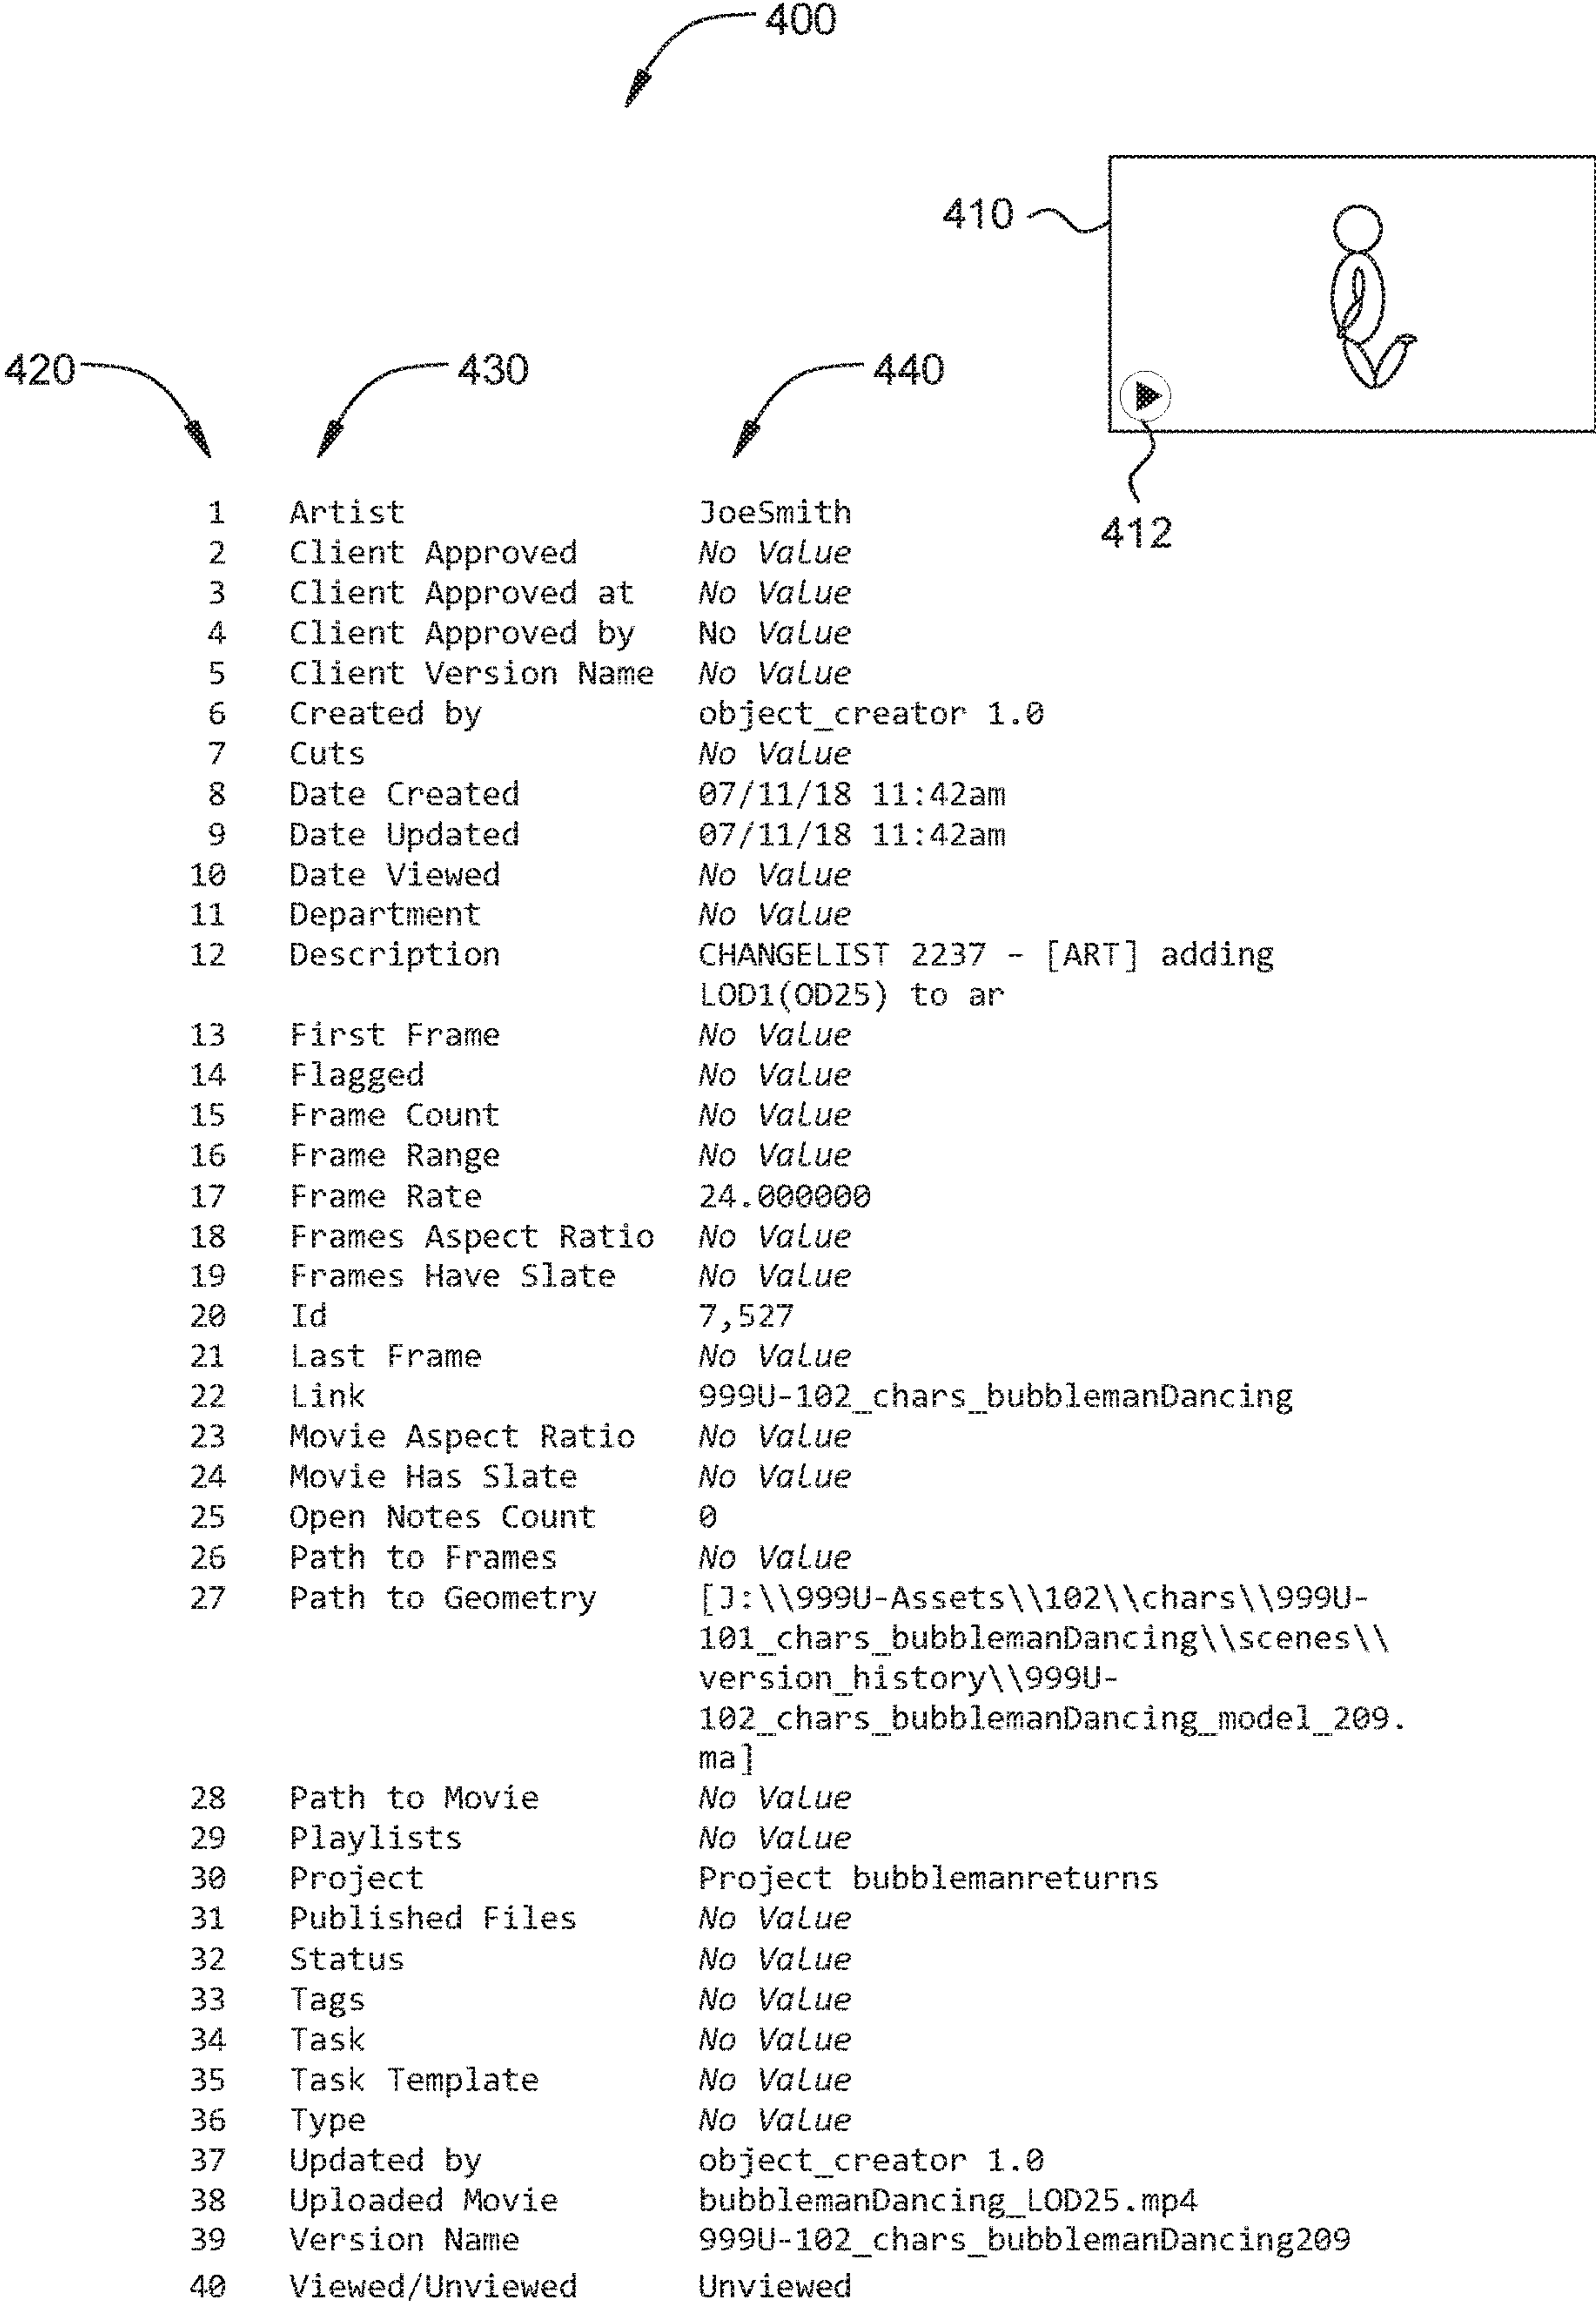 400
410
420
430
440
412
1 Artist JoeSmith
2 Client Approved No Value
3 Client Approved at No Value
4 Client Approved by No Value
5 Client Version Name No Value
6 Created by object_creator 1.0
7 Cuts No Value
8 Date Created 07/11/18 11:42am
9 Date Updated 07/11/18 11:42am
10 Date Viewed No Value
11 Department No Value
12 Description CHANGELIST 2237 – [ART] adding
LOD1(OD25) to ar
13 First Frame No Value
14 Flagged No Value
15 Frame Count No Value
16 Frame Range No Value
17 Frame Rate 24.000000
18 Frames Aspect Ratio No Value
19 Frames Have Slate No Value
20 Id 7,527
21 Last Frame No Value
22 Link 999U-102_chars_bubblemanDancing
23 Movie Aspect Ratio No Value
24 Movie Has Slate No Value
25 Open Notes Count 0
26 Path to Frames No Value
27 Path to Geometry [J:\\999U-Assets\\102\\chars\\999U-
101_chars_bubblemanDancing\\scenes\\
version_history\\999U-
102_chars_bubblemanDancing_model_209.
ma]
28 Path to Movie No Value
29 Playlists No Value
30 Project Project bubblemanreturns
31 Published Files No Value
32 Status No Value
33 Tags No Value
34 Task No Value
35 Task Template No Value
36 Type No Value
37 Updated by object_creator 1.0
38 Uploaded Movie bubblemanDancing_LOD25.mp4
39 Version Name 999U-102_chars_bubblemanDancing209
40 Viewed/Unviewed Unviewed